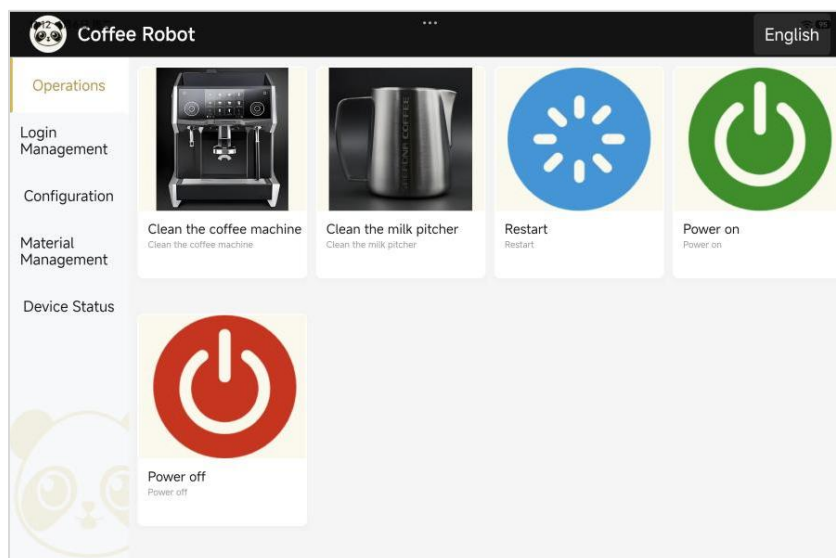 Coffee Robot
English
Operations
Login
Management
Configuration
Material
Management
Device Status
Clean the coffee machine
Clean the coffee machine
Clean the milk pitcher
Clean the milk pitcher
Restart
Restart
Power on
Power on
Power off
Power off